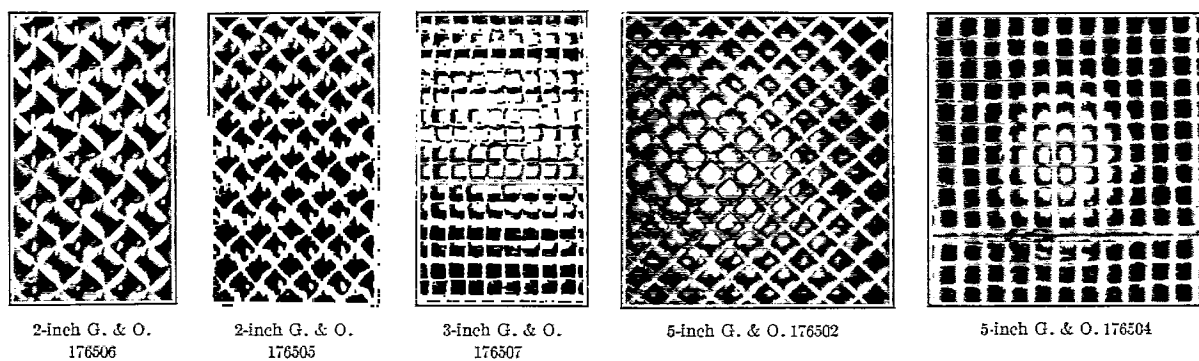 2-inch G. & O.
176506
2-inch G. & O.
176505
3-inch G. & O.
176507
5-inch G. & O. 176502
5-inch G. & O. 176504